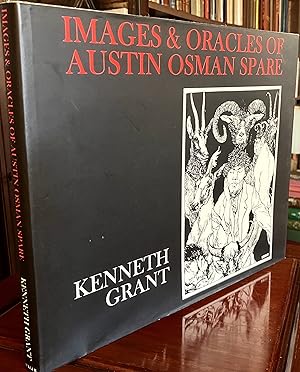 IMAGES & ORACLES OF
AUSTIN OSMAN SPARE
KENNETH
GRANT
IMAGES & ORACLES OF AUSTIN OSMAN SPARE
KENNETH GRANT